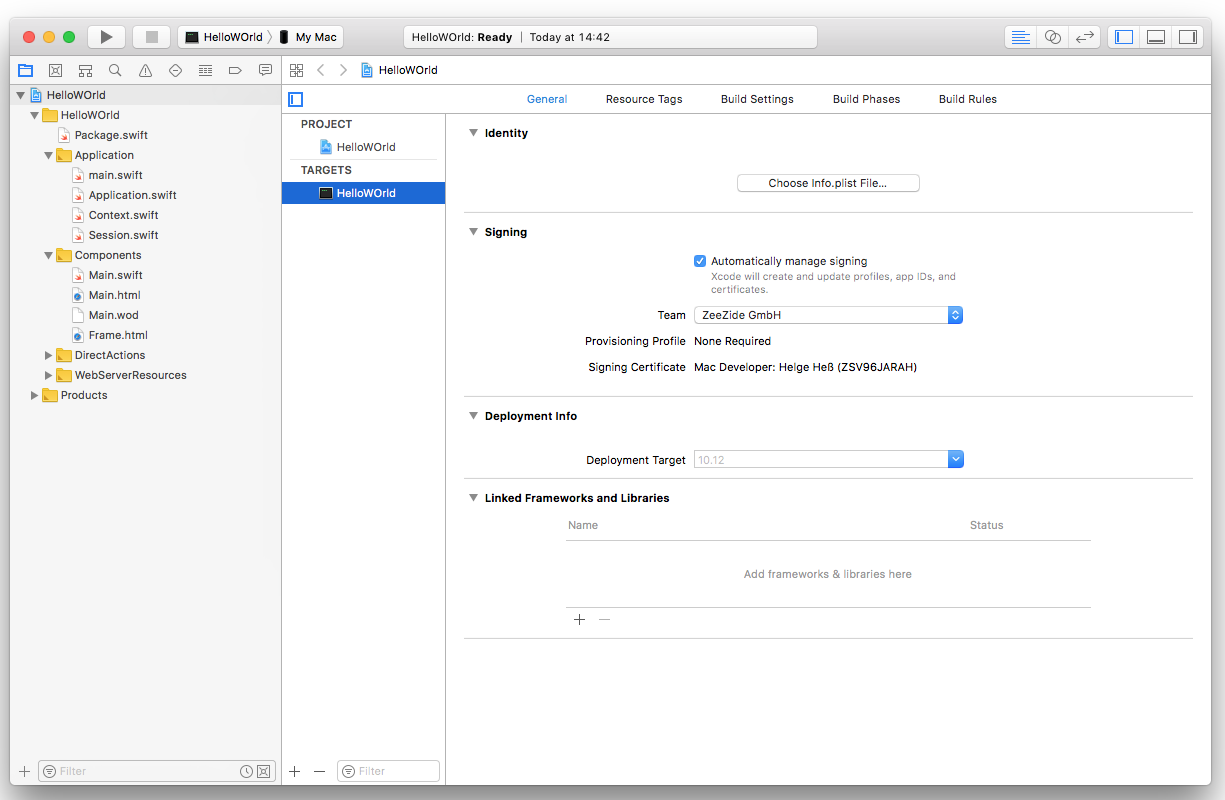 HelloWOrld
My Mac
HelloWOrld: Ready | Today at 14:42
HelloWOrld
HelloWOrld
HelloWOrld
Package.swift
Application
main.swift
Application.swift
Context.swift
Session.swift
Components
Main.swift
Main.html
Main.wod
Frame.html
DirectActions
WebServerResources
Products
Filter
General
Resource Tags
Build Settings
Build Phases
Build Rules
PROJECT
HelloWOrld
TARGETS
HelloWOrld
Filter
Identity
Choose Info.plist File...
Signing
Automatically manage signing
Xcode will create and update profiles, app IDs, and
certificates.
Team ZeeZide GmbH
Provisioning Profile None Required
Signing Certificate Mac Developer: Helge Heß (ZSV96JARAH)
Deployment Info
Deployment Target 10.12
Linked Frameworks and Libraries
Name Status
Add frameworks & libraries here